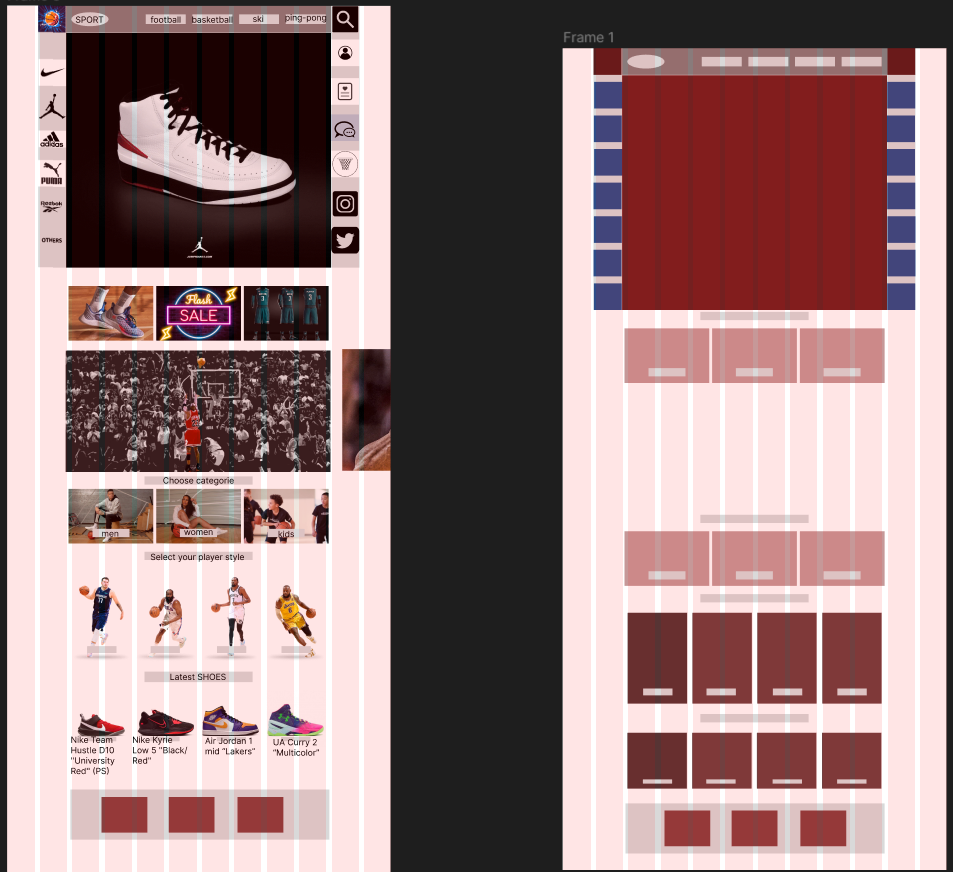 Frame 1
SPORT
football
basketball
ski
ping-pong
adidas
PUMA
Reebok
OTHERS
Flash
SALE
Choose categorie
men
women
kids
Select your player style
Latest SHOES
Nike Team
Hustle D10
"University
Red" (PS)
Nike Kyrie
Low 5 "Black/
Red"
Air Jordan 1
mid "Lakers"
UA Curry 2
"Multicolor"